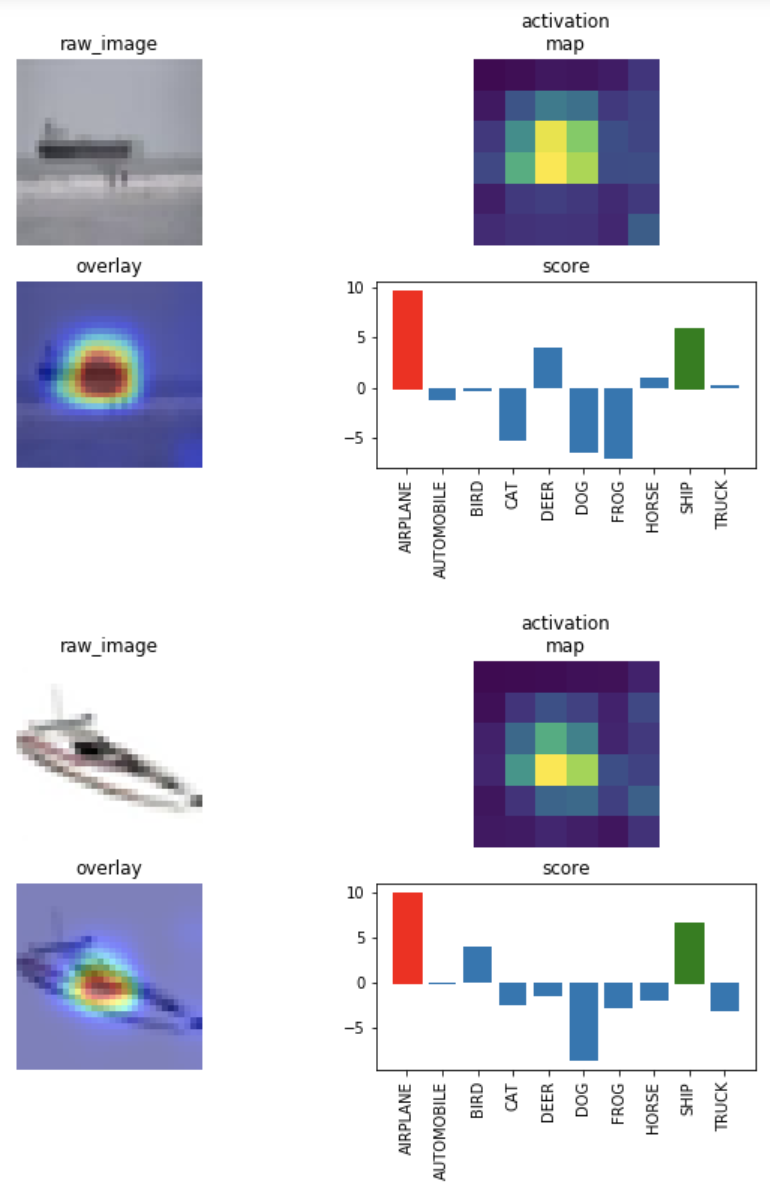 raw_image
activation
map
overlay
score
10
5
0
−5
AIRPLANE
AUTOMOBILE
BIRD
CAT
DEER
DOG
FROG
HORSE
SHIP
TRUCK
raw_image
activation
map
overlay
score
10
5
0
−5
AIRPLANE
AUTOMOBILE
BIRD
CAT
DEER
DOG
FROG
HORSE
SHIP
TRUCK